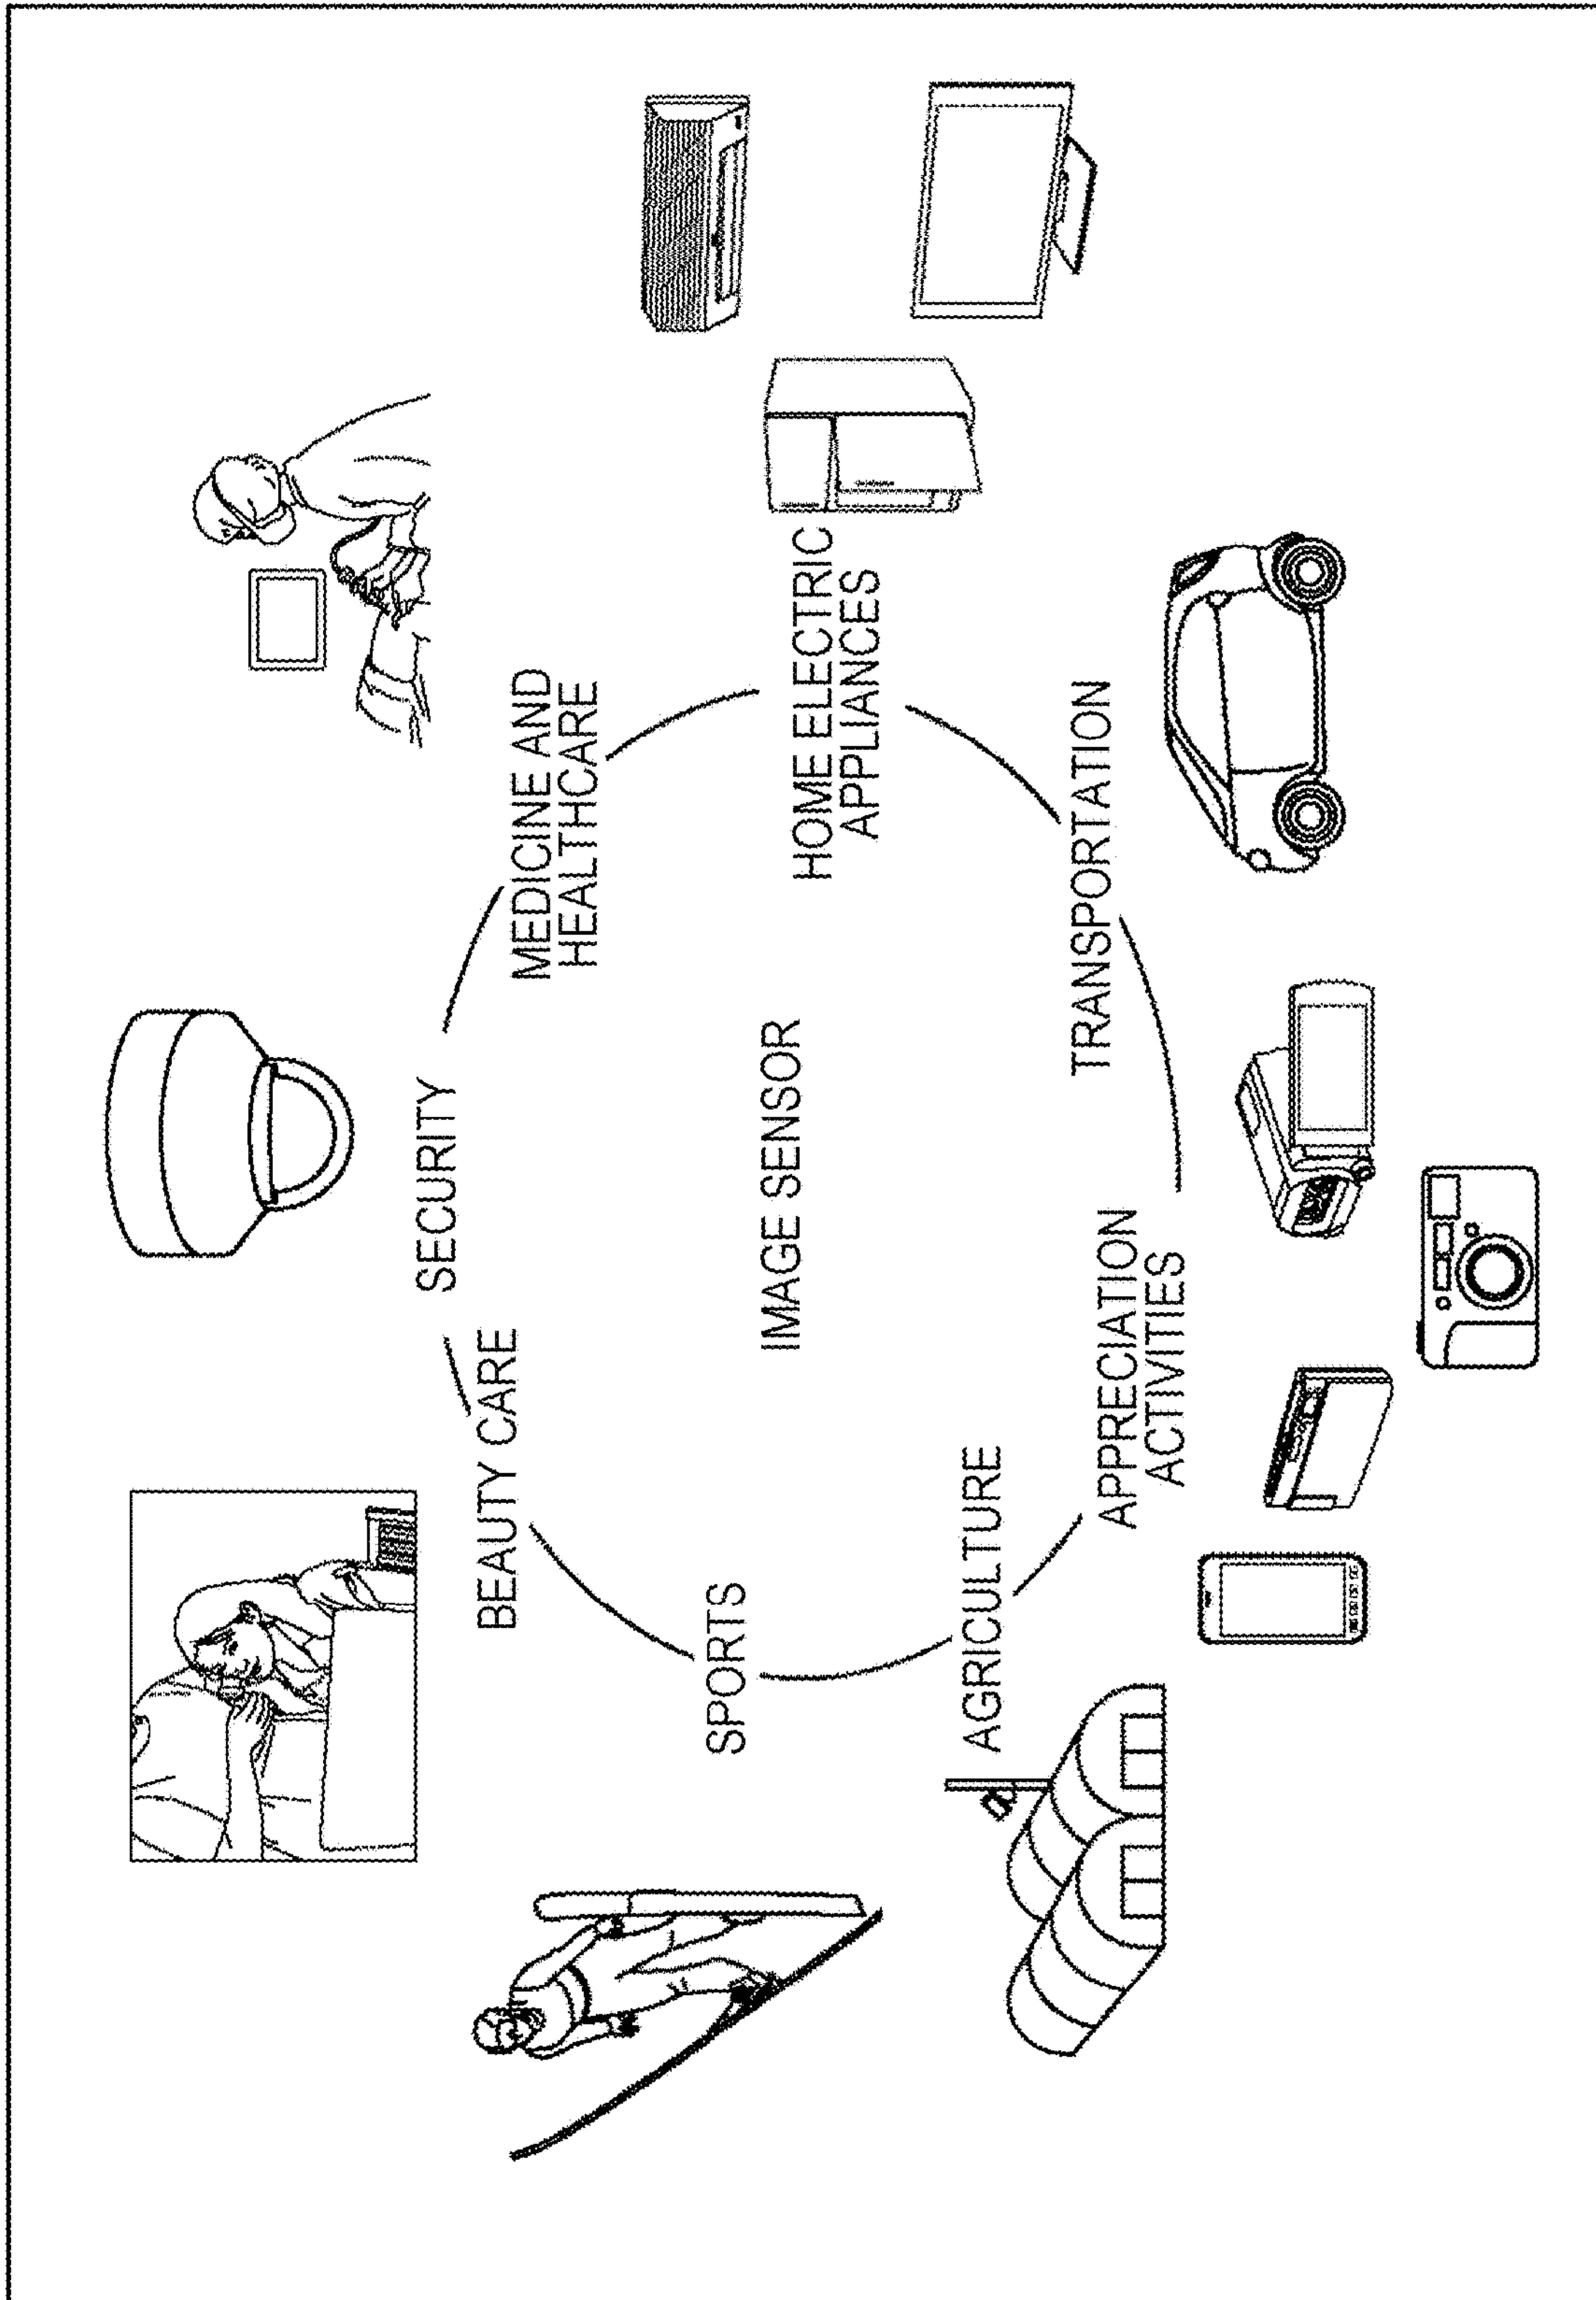 SECURITY
BEAUTY CARE
MEDICINE AND
HEALTHCARE
SPORTS
IMAGE SENSOR
HOME ELECTRIC
APPLIANCES
AGRICULTURE
TRANSPORTATION
APPRECIATION
ACTIVITIES